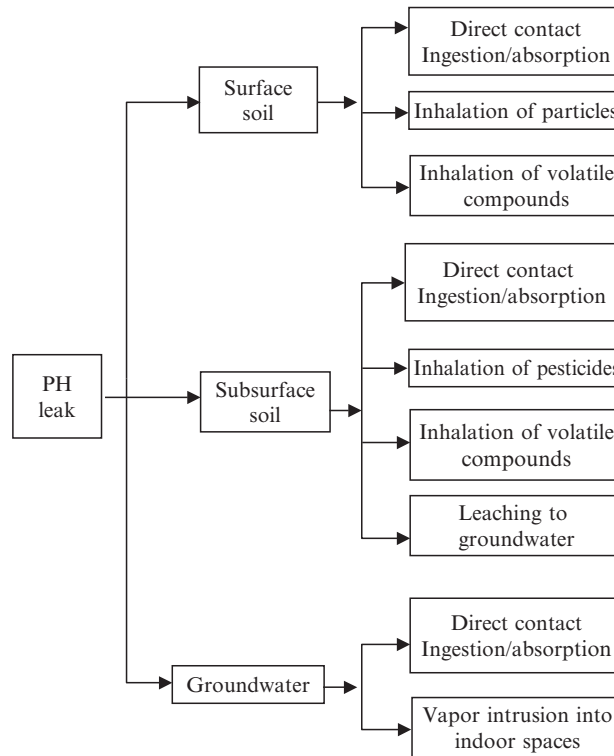 PH
leak
Surface
soil
Direct contact
Ingestion/absorption
Inhalation of particles
Inhalation of volatile
compounds
Subsurface
soil
Direct contact
Ingestion/absorption
Inhalation of pesticides
Inhalation of volatile
compounds
Leaching to
groundwater
Groundwater
Direct contact
Ingestion/absorption
Vapor intrusion into
indoor spaces